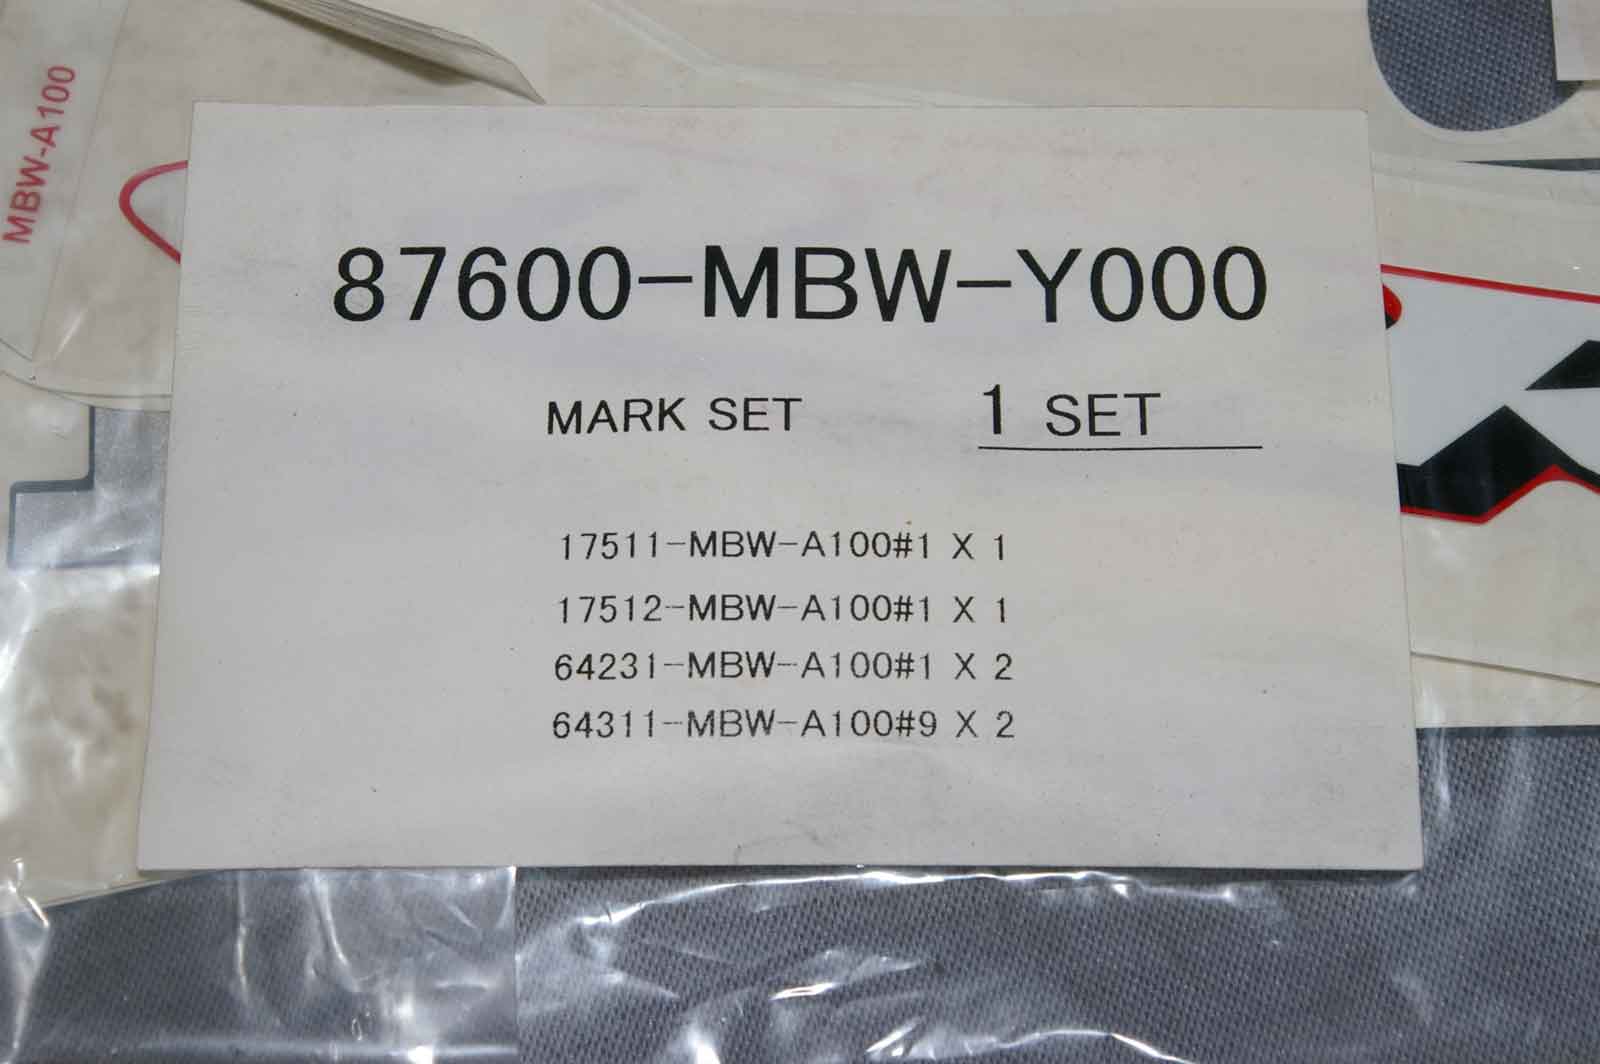 MBW-A100
87600-MBW-Y000
MARK SET 1 SET
17511-MBW-A100#1 X 1
17512-MBW-A100#1 X 1
64231-MBW-A100#1 X 2
64311-MBW-A100#9 X 2